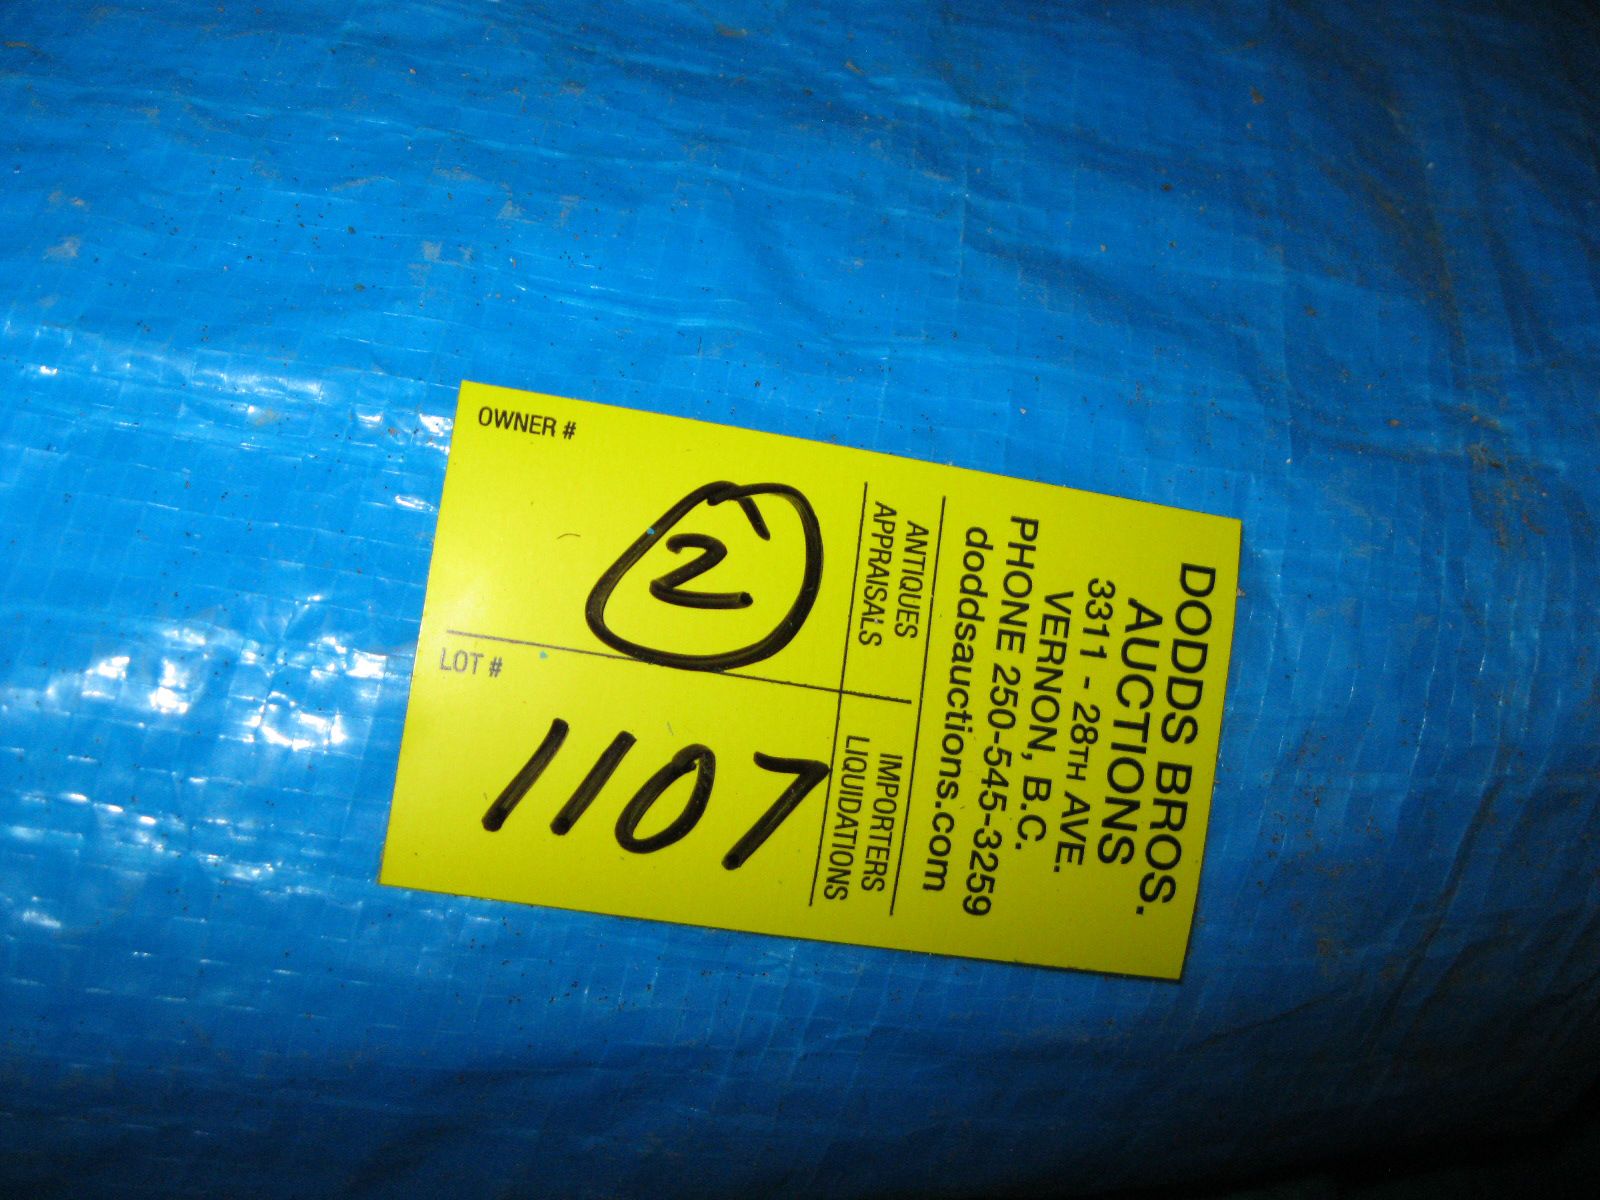 DODDS BROS.
AUCTIONS
3311 - 28TH AVE.
VERNON, B.C.
PHONE 250-545-3259
doddsauctions.com
ANTIQUES
APPRAISALS
IMPORTERS
LIQUIDATIONS
OWNER #
2
LOT #
1107